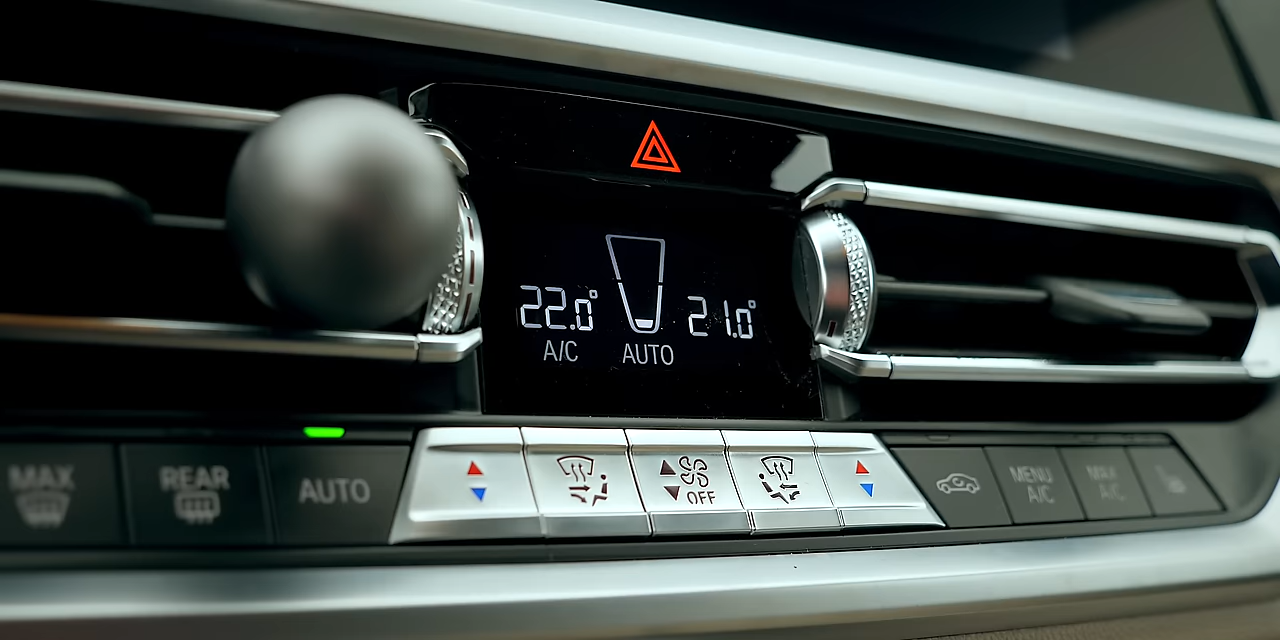 22.0° 21.0°
A/C AUTO
MAX
REAR
AUTO
OFF
MENU
A/C
MAX
A/C